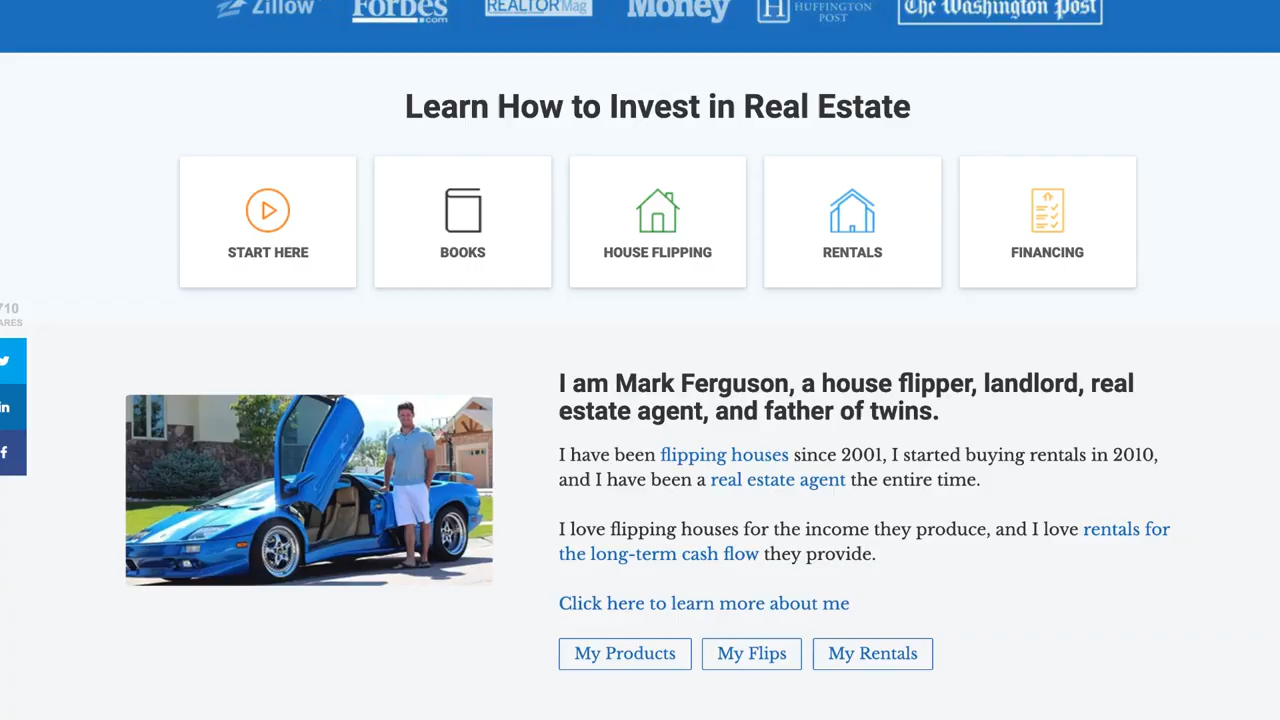 Zillow
Forbes
.com
REALTORMag
Money
H
HUFFINGTON
POST
The Washington Post
Learn How to Invest in Real Estate
START HERE
BOOKS
HOUSE FLIPPING
RENTALS
FINANCING
710
ARES
in
f
I am Mark Ferguson, a house flipper, landlord, real
estate agent, and father of twins.
I have been flipping houses since 2001, I started buying rentals in 2010,
and I have been a real estate agent the entire time.
I love flipping houses for the income they produce, and I love rentals for
the long-term cash flow they provide.
Click here to learn more about me
My Products
My Flips
My Rentals